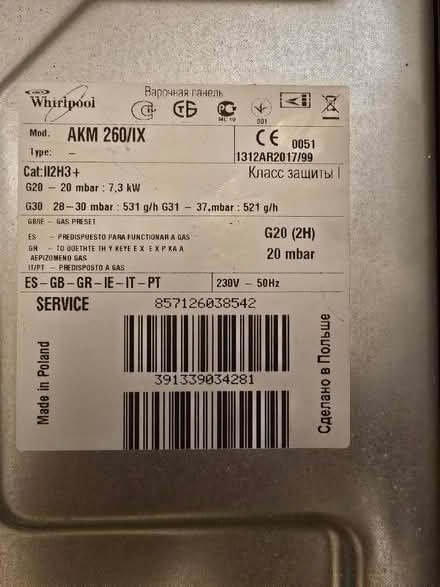 Варочная панель
Whirlpool
Mod. AKM 260/IX
Type: –
CE 0051
1312AR2017/99
Cat:II2H3+
Класс защиты I
G20 – 20 mbar : 7,3 kW
G30 28–30 mbar : 531 g/h G31 – 37.mbar : 521 g/h
GB/IE – GAS PRESET
ES – PREDISPUESTO PARA FUNCIONAR A GAS
G20 (2H)
20 mbar
AEPIZOMENO GAS
IT/PT – PREDISPOSTO A GAS
ES–GB–GR–IE–IT–PT
230V – 50Hz
SERVICE 857126038542
391339034281
Made in Poland
Сделано в Польше